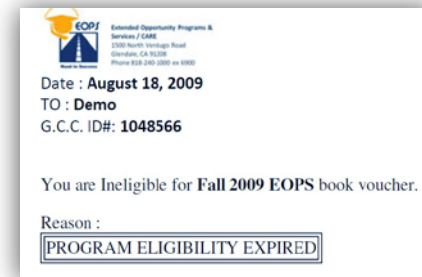 EOPS
Extended Opportunity Programs &
Services / CARE
1500 North Verdugo Road
Glendale, CA 91208
Phone 818-240-1000 ex 6900
Date : August 18, 2009
TO : Demo
G.C.C. ID#: 1048566
You are Ineligible for Fall 2009 EOPS book voucher.
Reason :
PROGRAM ELIGIBILITY EXPIRED